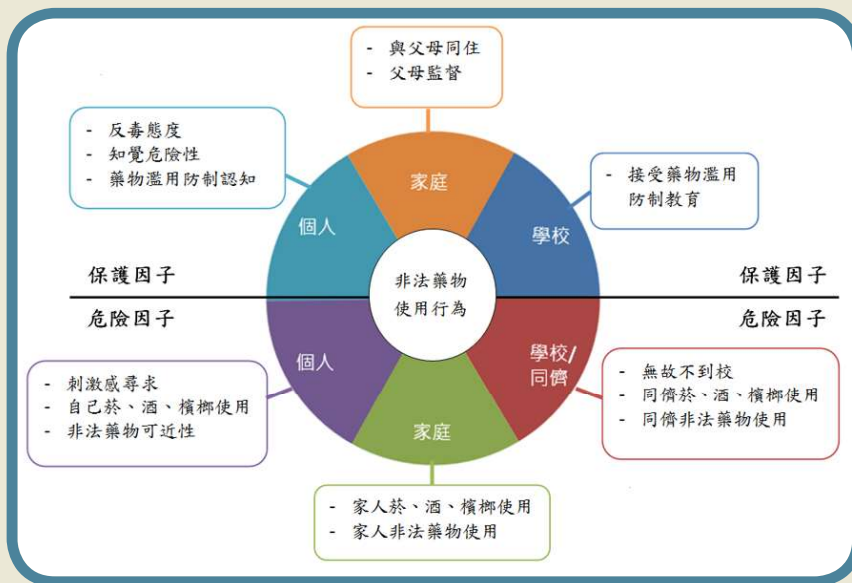 - 與父母同住
- 父母監督
- 反毒態度
- 知覺危險性
- 藥物濫用防制認知
家庭
- 接受藥物濫用
防制教育
個人
學校
保護因子
非法藥物
使用行為
保護因子
危險因子
危險因子
個人
學校/
同儕
- 刺激感尋求
- 自己菸、酒、檳榔使用
- 非法藥物可近性
家庭
- 無故不到校
- 同儕菸、酒、檳榔使用
- 同儕非法藥物使用
- 家人菸、酒、檳榔使用
- 家人非法藥物使用